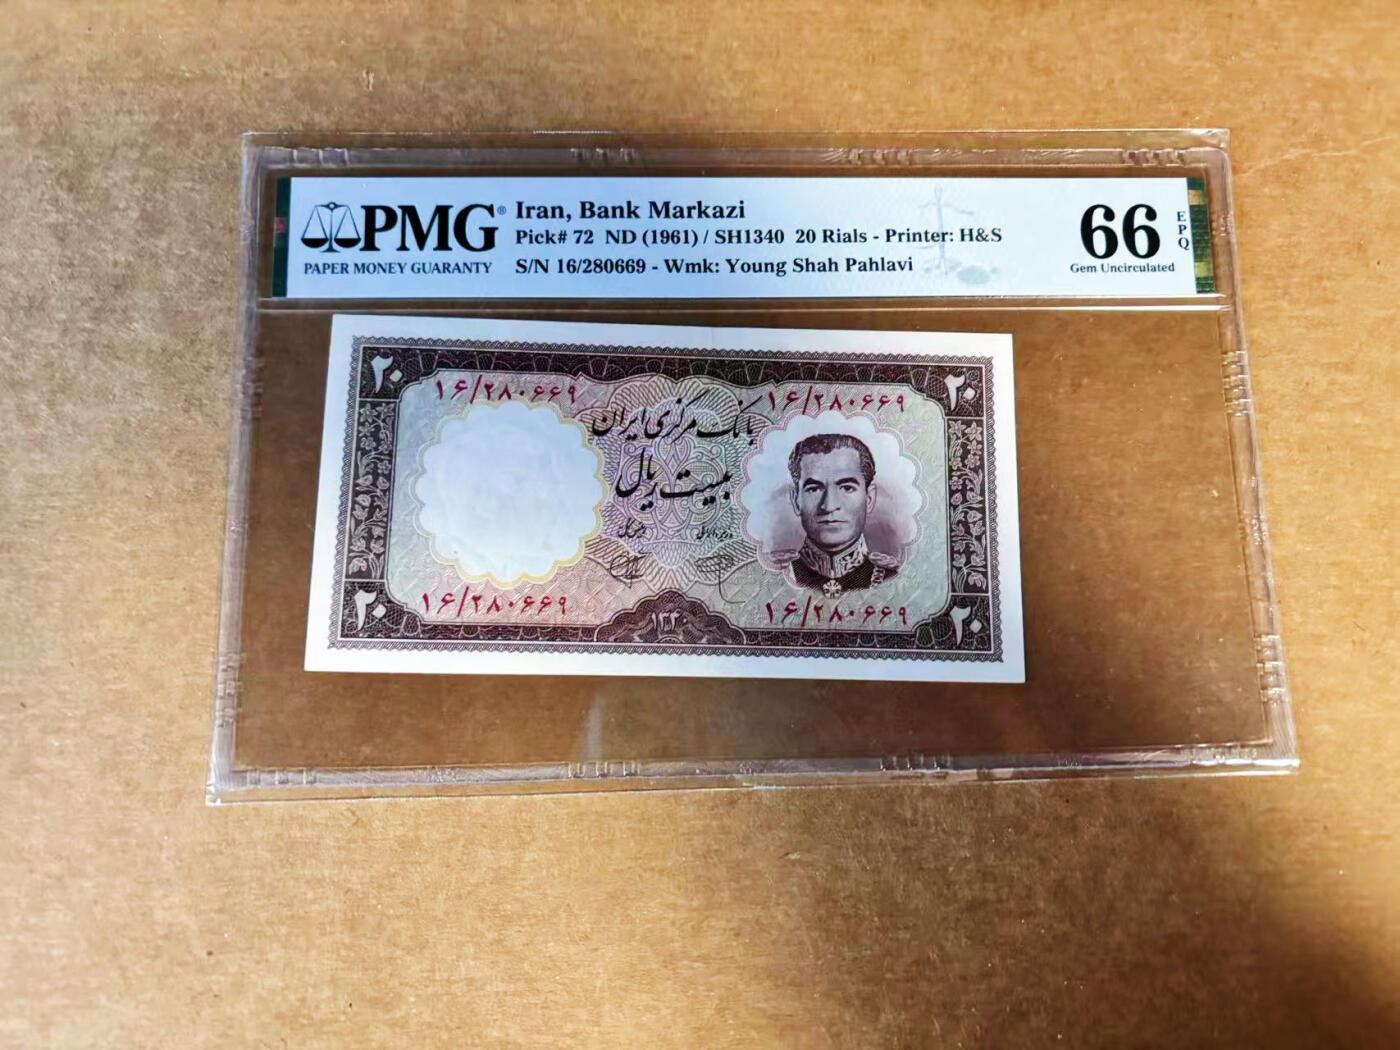 PMG®
PAPER MONEY GUARANTY
Iran, Bank Markazi
Pick# 72 ND (1961) / SH1340 20 Rials - Printer: H&S
S/N 16/280669 - Wmk: Young Shah Pahlavi
66 EPQ
Gem Uncirculated
۲۰ ۲۰
۱۶/۲۸۰۶۶۹ ۱۶/۲۸۰۶۶۹
بانک مرکزی ایران
بیست ریال
۱۶/۲۸۰۶۶۹ ۱۶/۲۸۰۶۶۹
۲۰ ۱۳۴۰ ۲۰